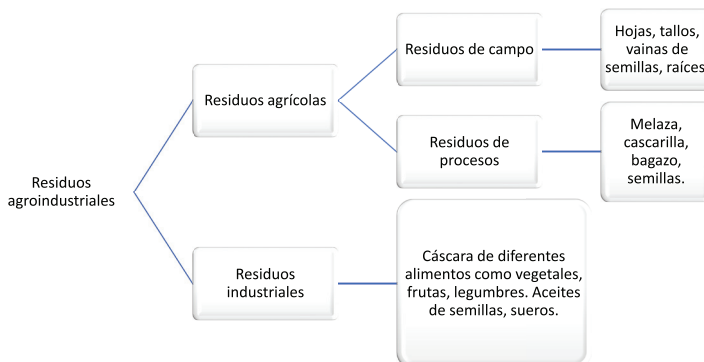 Residuos
agroindustriales
Residuos agrícolas
Residuos de campo
Hojas, tallos,
vainas de
semillas, raíces
Residuos de
procesos
Melaza,
cascarilla,
bagazo,
semillas.
Residuos
industriales
Cáscara de diferentes
alimentos como vegetales,
frutas, legumbres. Aceites
de semillas, sueros.